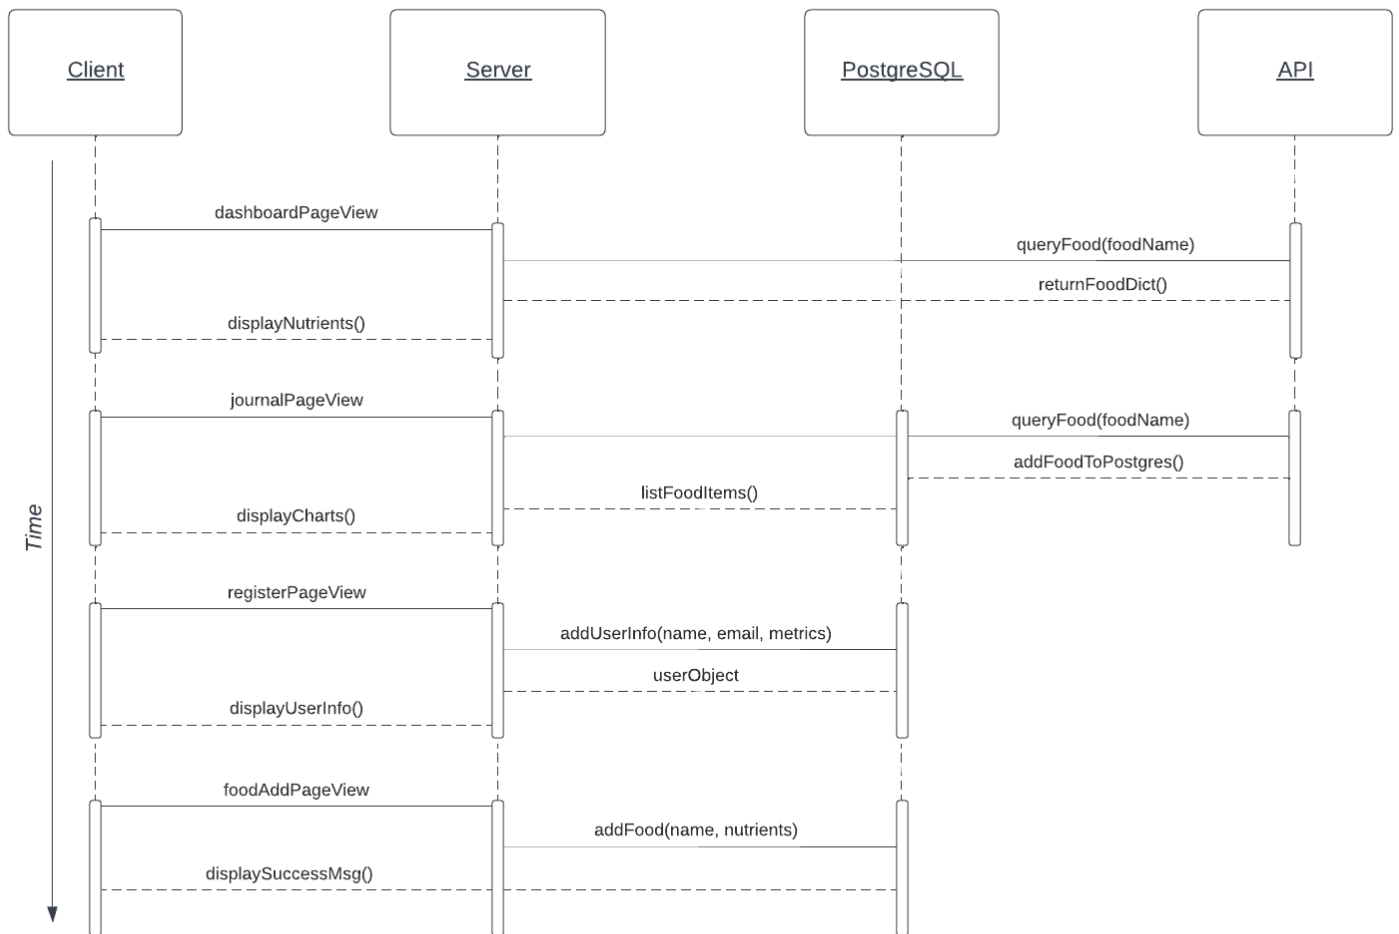 Client
Server
PostgreSQL
API
dashboardPageView
queryFood(foodName)
returnFoodDict()
displayNutrients()
journalPageView
queryFood(foodName)
addFoodToPostgres()
listFoodItems()
displayCharts()
Time
registerPageView
addUserInfo(name, email, metrics)
userObject
displayUserInfo()
foodAddPageView
addFood(name, nutrients)
displaySuccessMsg()